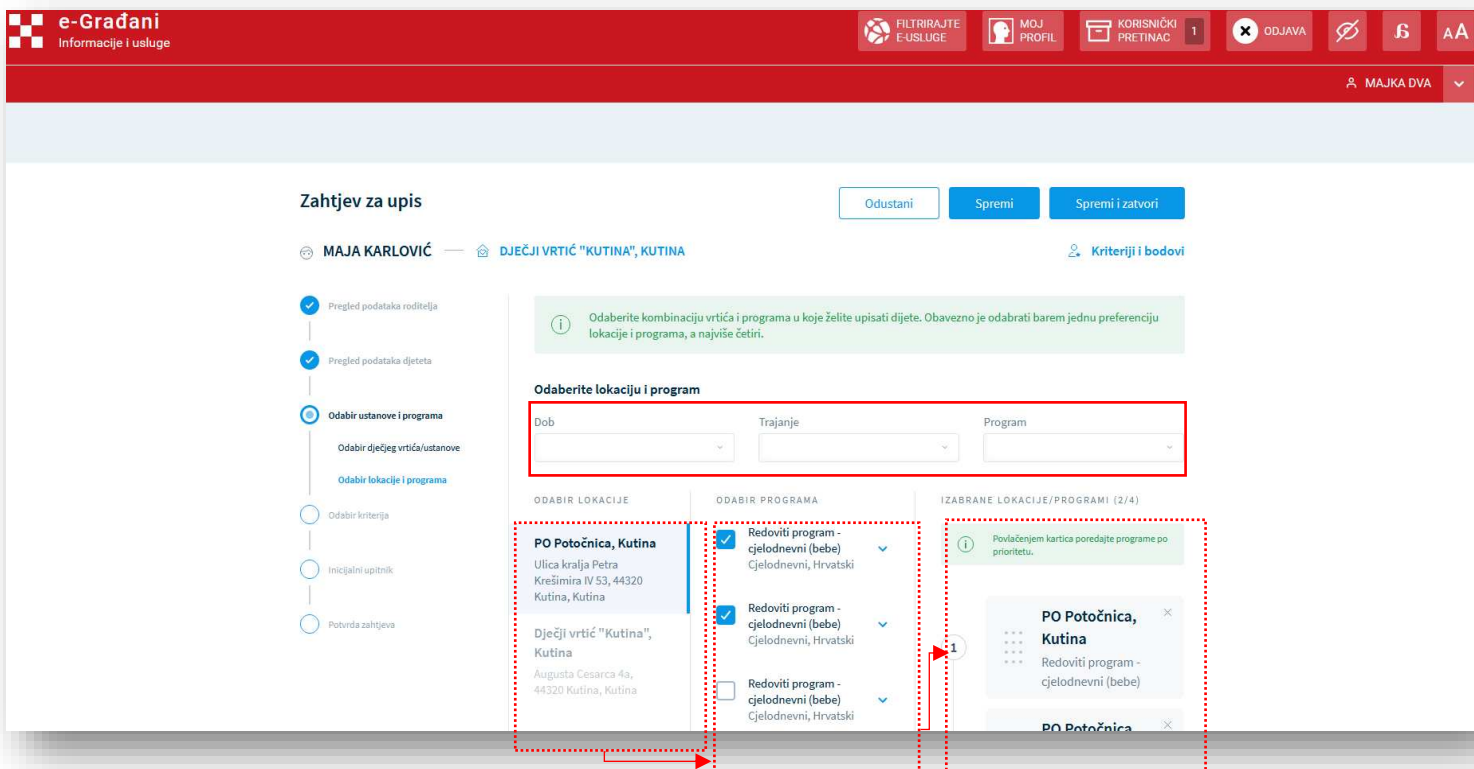 e-Građani
Informacije i usluge
FILTRIRAJTE
E-USLUGE
MOJ
PROFIL
KORISNIČKI
PRETINAC
1
ODJAVA
AA
MAJKA DVA
Zahtjev za upis
Odustani
Spremi
Spremi i zatvori
MAJA KARLOVIĆ
DJEČJI VRTIĆ "KUTINA", KUTINA
Kriteriji i bodovi
Pregled podataka roditelja
Pregled podataka djeteta
Odabir ustanove i programa
Odabir dječjeg vrtića/ustanove
Odabir lokacije i programa
Odabir kriterija
Inicijalni upitnik
Potvrda zahtjeva
Odaberite kombinaciju vrtića i programa u koje želite upisati dijete. Obavezno je odabrati barem jednu preferenciju
lokacije i programa, a najviše četiri.
Odaberite lokaciju i program
Dob
Trajanje
Program
ODABIR LOKACIJE
PO Potočnica, Kutina
Ulica kralja Petra
Krešimira IV 53, 44320
Kutina, Kutina
Dječji vrtić "Kutina",
Kutina
Augusta Cesarca 4a,
44320 Kutina, Kutina
ODABIR PROGRAMA
Redoviti program -
cjelodnevni (bebe)
Cjelodnevni, Hrvatski
Redoviti program -
cjelodnevni (bebe)
Cjelodnevni, Hrvatski
Redoviti program -
cjelodnevni (bebe)
Cjelodnevni, Hrvatski
IZABRANE LOKACIJE/PROGRAMI (2/4)
Povlačenjem kartica poredajte programe po
prioritetu.
1
PO Potočnica,
Kutina
Redoviti program -
cjelodnevni (bebe)
PO Potočnica